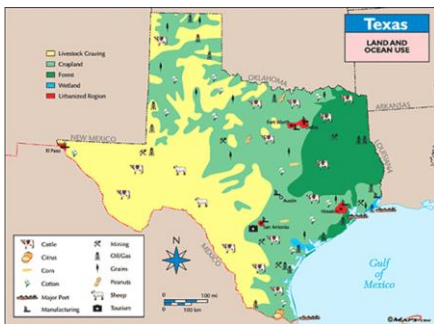 Texas
LAND AND
OCEAN USE
Livestock Grazing
Cropland
Forest
Wetland
Urbanized Region
OKLAHOMA
ARKANSAS
NEW MEXICO
LOUISIANA
El Paso
Fort Worth
Dallas
Austin
Houston
San Antonio
MEXICO
Gulf
of
Mexico
N
Cattle
Citrus
Corn
Cotton
Major Port
Manufacturing
Mining
Oil/Gas
Grains
Peanuts
Sheep
Tourism
0 100 mi
0 100 km
MAPS.com